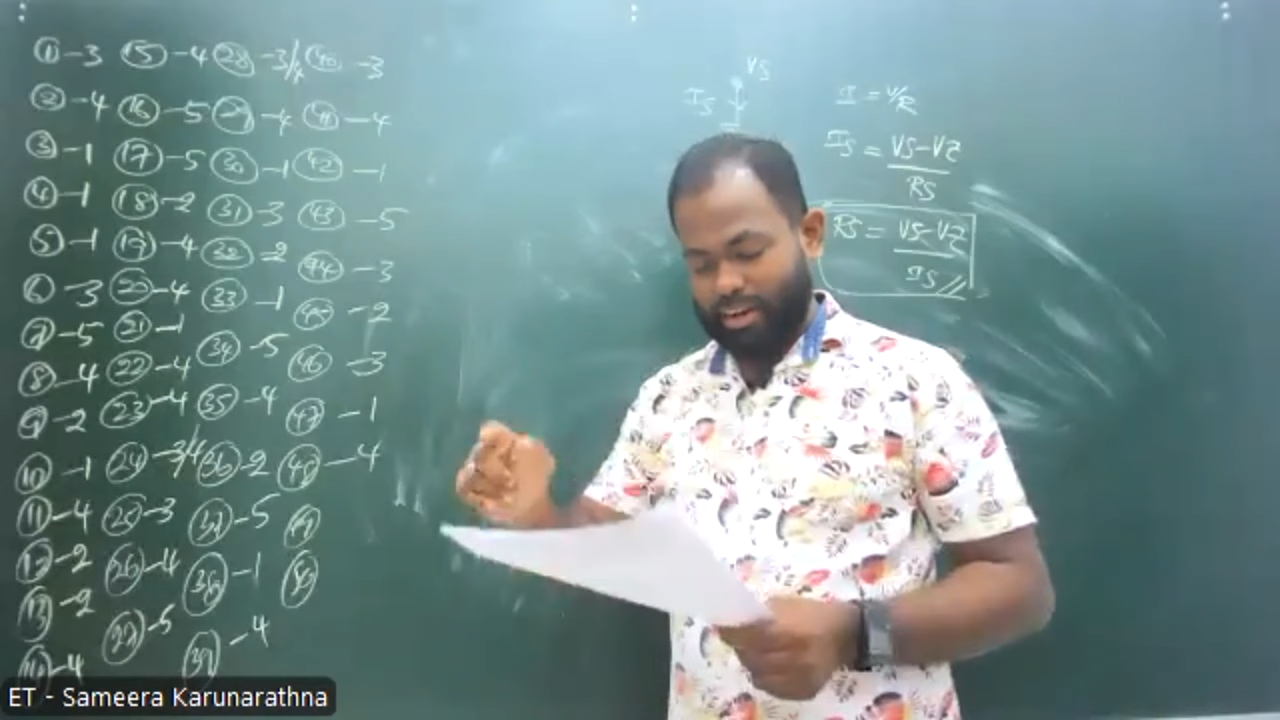 ① -3 ⑮ -4 ㉘ -3/4 ㊵ -3
② -4 ⑯ -5 ㉙ -4 ㊶ -4
③ -1 ⑰ -5 ㉚ -1 ㊷ -1
④ -1 ⑱ -2 ㉛ -3 ㊸ -5
⑤ -1 ⑲ -4 ㉜ -2 ㊹ -3
⑥ -3 ⑳ -4 ㉝ -1 ㊺ -2
⑦ -5 ㉑ -1 ㉞ -5 ㊻ -3
⑧ -4 ㉒ -4 ㉟ -4 ㊼ -1
⑨ -2 ㉓ -4 ㊱ -2 ㊽ -4
⑩ -1 ㉔ -3/4 ㊲ -5 ㊾
⑪ -4 ㉕ -3 ㊳ -1 ㊿
⑫ -2 ㉖ -4 ㊴ -4
⑬ -2 ㉗ -5
⑭ -4
VS
IS
I = V/R
IS = VS-VZ
RS
RS = VS-VZ
IS
ET - Sameera Karunarathna